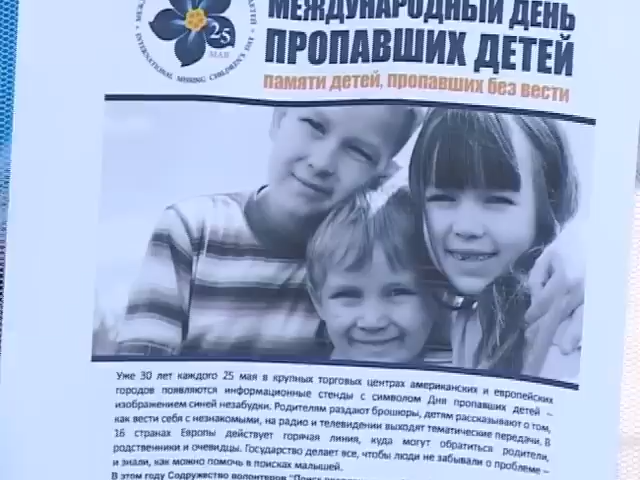 МЕЖДУНАРОДНЫЙ ДЕНЬ
ПРОПАВШИХ ДЕТЕЙ
памяти детей, пропавших без вести
25
МАЯ
INTERNATIONAL MISSING CHILDREN'S DAY
Уже 30 лет каждого 25 мая в крупных торговых центрах американских и европейских
городов появляются информационные стенды с символом Дня пропавших детей –
изображением синей незабудки. Родителям раздают брошюры, детям рассказывают о том,
как вести себя с незнакомыми, на радио и телевидении выходят тематические передачи. В
16 странах Европы действует горячая линия, куда могут обратиться родители,
родственники и очевидцы. Государство делает все, чтобы люди не забывали о проблеме –
и знали, как можно помочь в поисках малышей.
В этом году Содружество волонтеров "Поиск